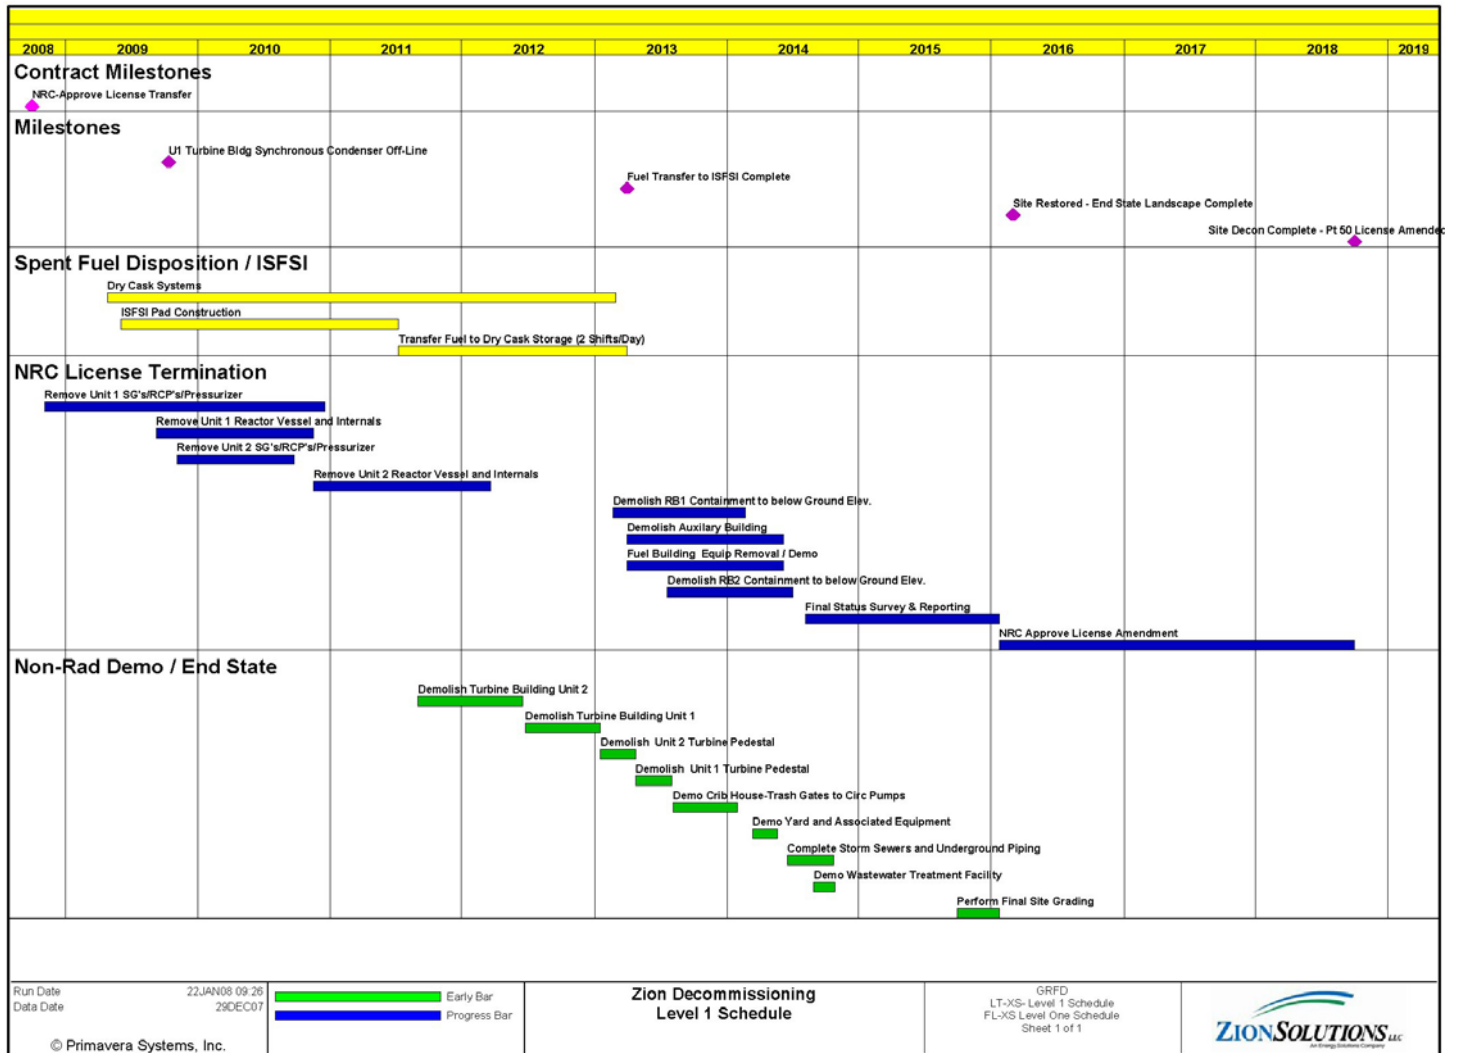 2008 2009 2010 2011 2012 2013 2014 2015 2016 2017 2018 2019
Contract Milestones
NRC-Approve License Transfer
Milestones
U1 Turbine Bldg Synchronous Condenser Off-Line
Fuel Transfer to ISFSI Complete
Site Restored - End State Landscape Complete
Site Decon Complete - Pt 50 License Amended
Spent Fuel Disposition / ISFSI
Dry Cask Systems
ISFSI Pad Construction
Transfer Fuel to Dry Cask Storage (2 Shifts/Day)
NRC License Termination
Remove Unit 1 SG's/RCP's/Pressurizer
Remove Unit 1 Reactor Vessel and Internals
Remove Unit 2 SG's/RCP's/Pressurizer
Remove Unit 2 Reactor Vessel and Internals
Demolish RB1 Containment to below Ground Elev.
Demolish Auxilary Building
Fuel Building Equip Removal / Demo
Demolish RB2 Containment to below Ground Elev.
Final Status Survey & Reporting
NRC Approve License Amendment
Non-Rad Demo / End State
Demolish Turbine Building Unit 2
Demolish Turbine Building Unit 1
Demolish Unit 2 Turbine Pedestal
Demolish Unit 1 Turbine Pedestal
Demo Crib House-Trash Gates to Circ Pumps
Demo Yard and Associated Equipment
Complete Storm Sewers and Underground Piping
Demo Wastewater Treatment Facility
Perform Final Site Grading
Run Date 22JAN08 09:26
Data Date 29DEC07
© Primavera Systems, Inc.
Early Bar
Progress Bar
Zion Decommissioning
Level 1 Schedule
GRFD
LT-XS- Level 1 Schedule
FL-XS Level One Schedule
Sheet 1 of 1
ZIONSOLUTIONS LLC
An EnergySolutions Company